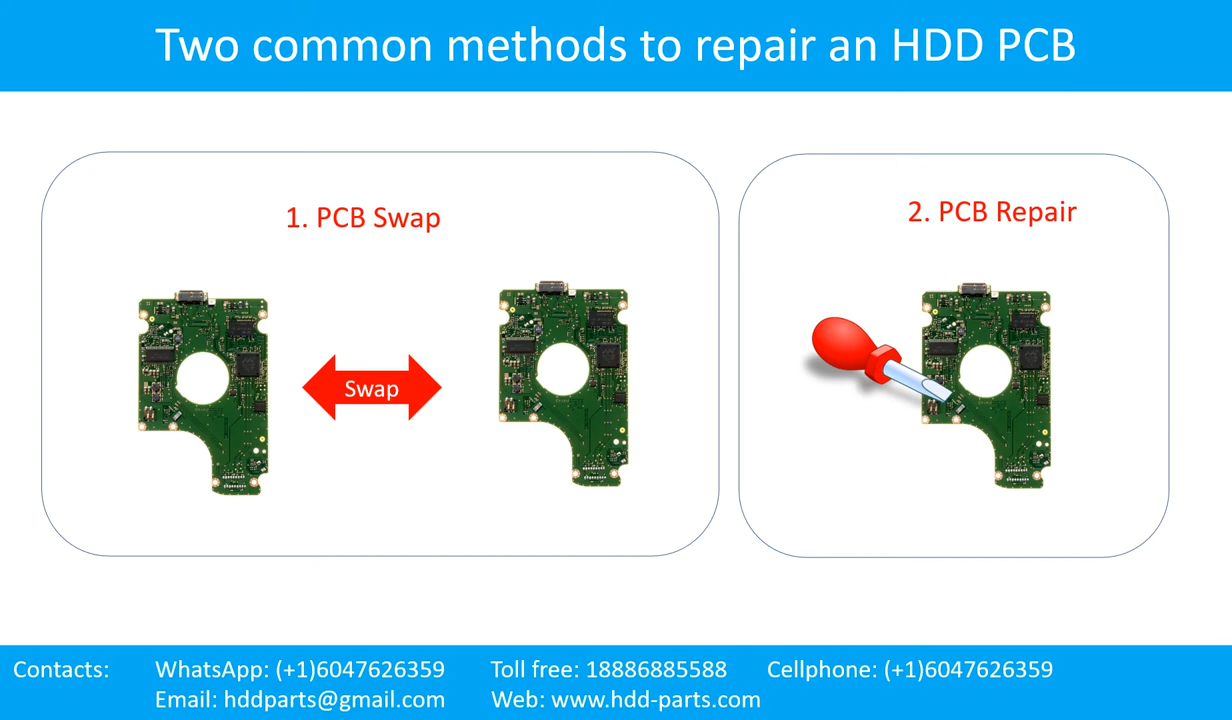 Two common methods to repair an HDD PCB
1. PCB Swap
2. PCB Repair
Swap
Contacts: WhatsApp: (+1)6047626359 Toll free: 18886885588 Cellphone: (+1)6047626359
Email: hddparts@gmail.com Web: www.hdd-parts.com